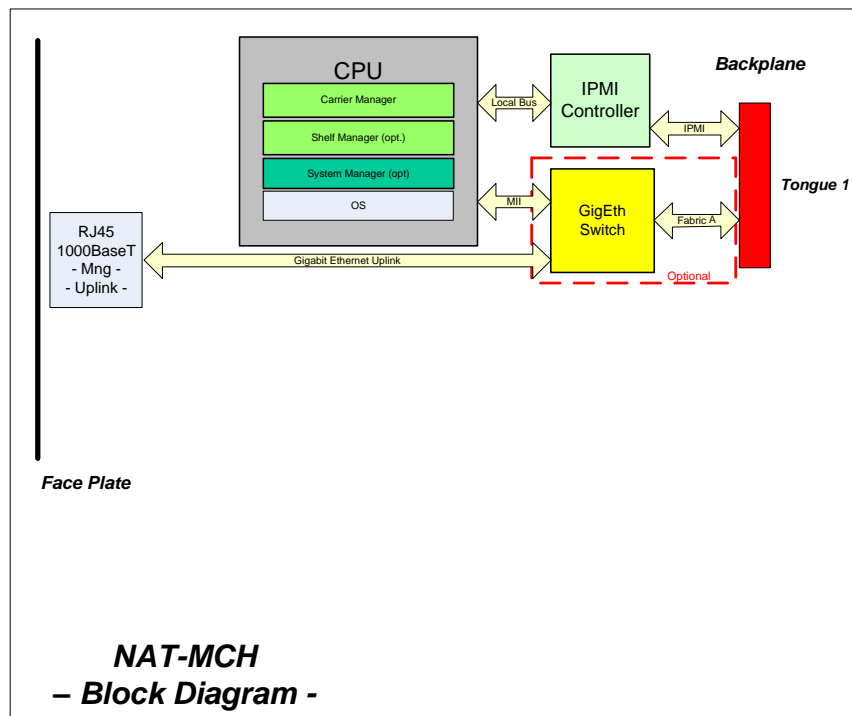 CPU
Carrier Manager
Shelf Manager (opt.)
System Manager (opt)
OS
Local Bus
IPMI
Controller
Backplane
IPMI
Tongue 1
MII
GigEth
Switch
Fabric A
Optional
RJ45
1000BaseT
- Mng -
- Uplink -
Gigabit Ethernet Uplink
Face Plate
NAT-MCH
– Block Diagram -